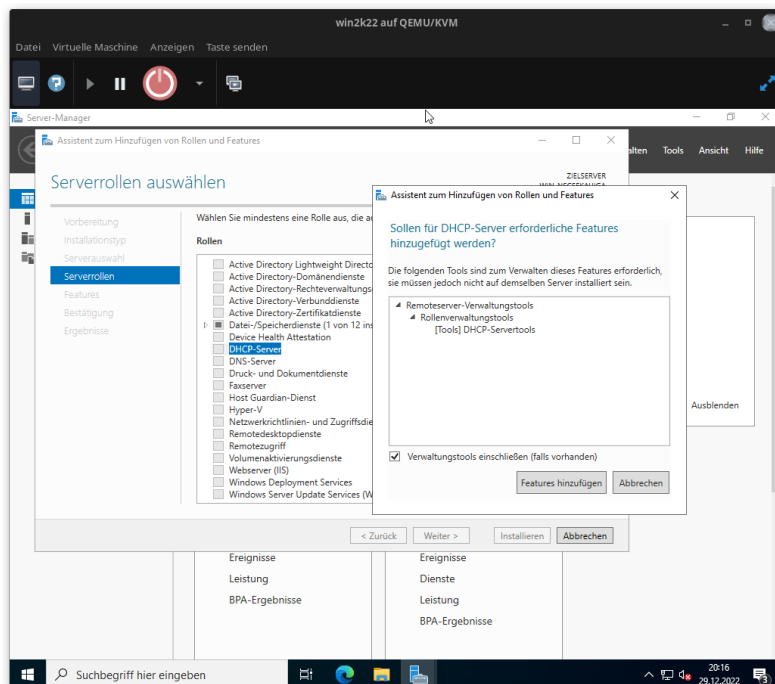 win2k22 auf QEMU/KVM
Datei Virtuelle Maschine Anzeigen Taste senden
Server-Manager
Tools Ansicht Hilfe
Assistent zum Hinzufügen von Rollen und Features
Serverrollen auswählen
ZIELSERVER
Vorbereitung
Installationstyp
Serverauswahl
Serverrollen
Features
Bestätigung
Ergebnisse
Wählen Sie mindestens eine Rolle aus, die
Rollen
Active Directory Lightweight Directo
Active Directory-Domänendienste
Active Directory-Rechteverwaltungs
Active Directory-Verbunddienste
Active Directory-Zertifikatdienste
Datei-/Speicherdienste (1 von 12 ins
Device Health Attestation
DHCP-Server
DNS-Server
Druck- und Dokumentdienste
Faxserver
Host Guardian-Dienst
Hyper-V
Netzwerkrichtlinien- und Zugriffsdie
Remotedesktopdienste
Remotezugriff
Volumenaktivierungsdienste
Webserver (IIS)
Windows Deployment Services
Windows Server Update Services (W
< Zurück Weiter > Installieren Abbrechen
Assistent zum Hinzufügen von Rollen und Features
Sollen für DHCP-Server erforderliche Features
hinzugefügt werden?
Die folgenden Tools sind zum Verwalten dieses Features erforderlich,
sie müssen jedoch nicht auf demselben Server installiert sein.
Remoteserver-Verwaltungstools
Rollenverwaltungstools
[Tools] DHCP-Servertools
Verwaltungstools einschließen (falls vorhanden)
Features hinzufügen Abbrechen
Ausblenden
Ereignisse
Leistung
BPA-Ergebnisse
Ereignisse
Dienste
Leistung
BPA-Ergebnisse
Suchbegriff hier eingeben
20:16
29.12.2022
3